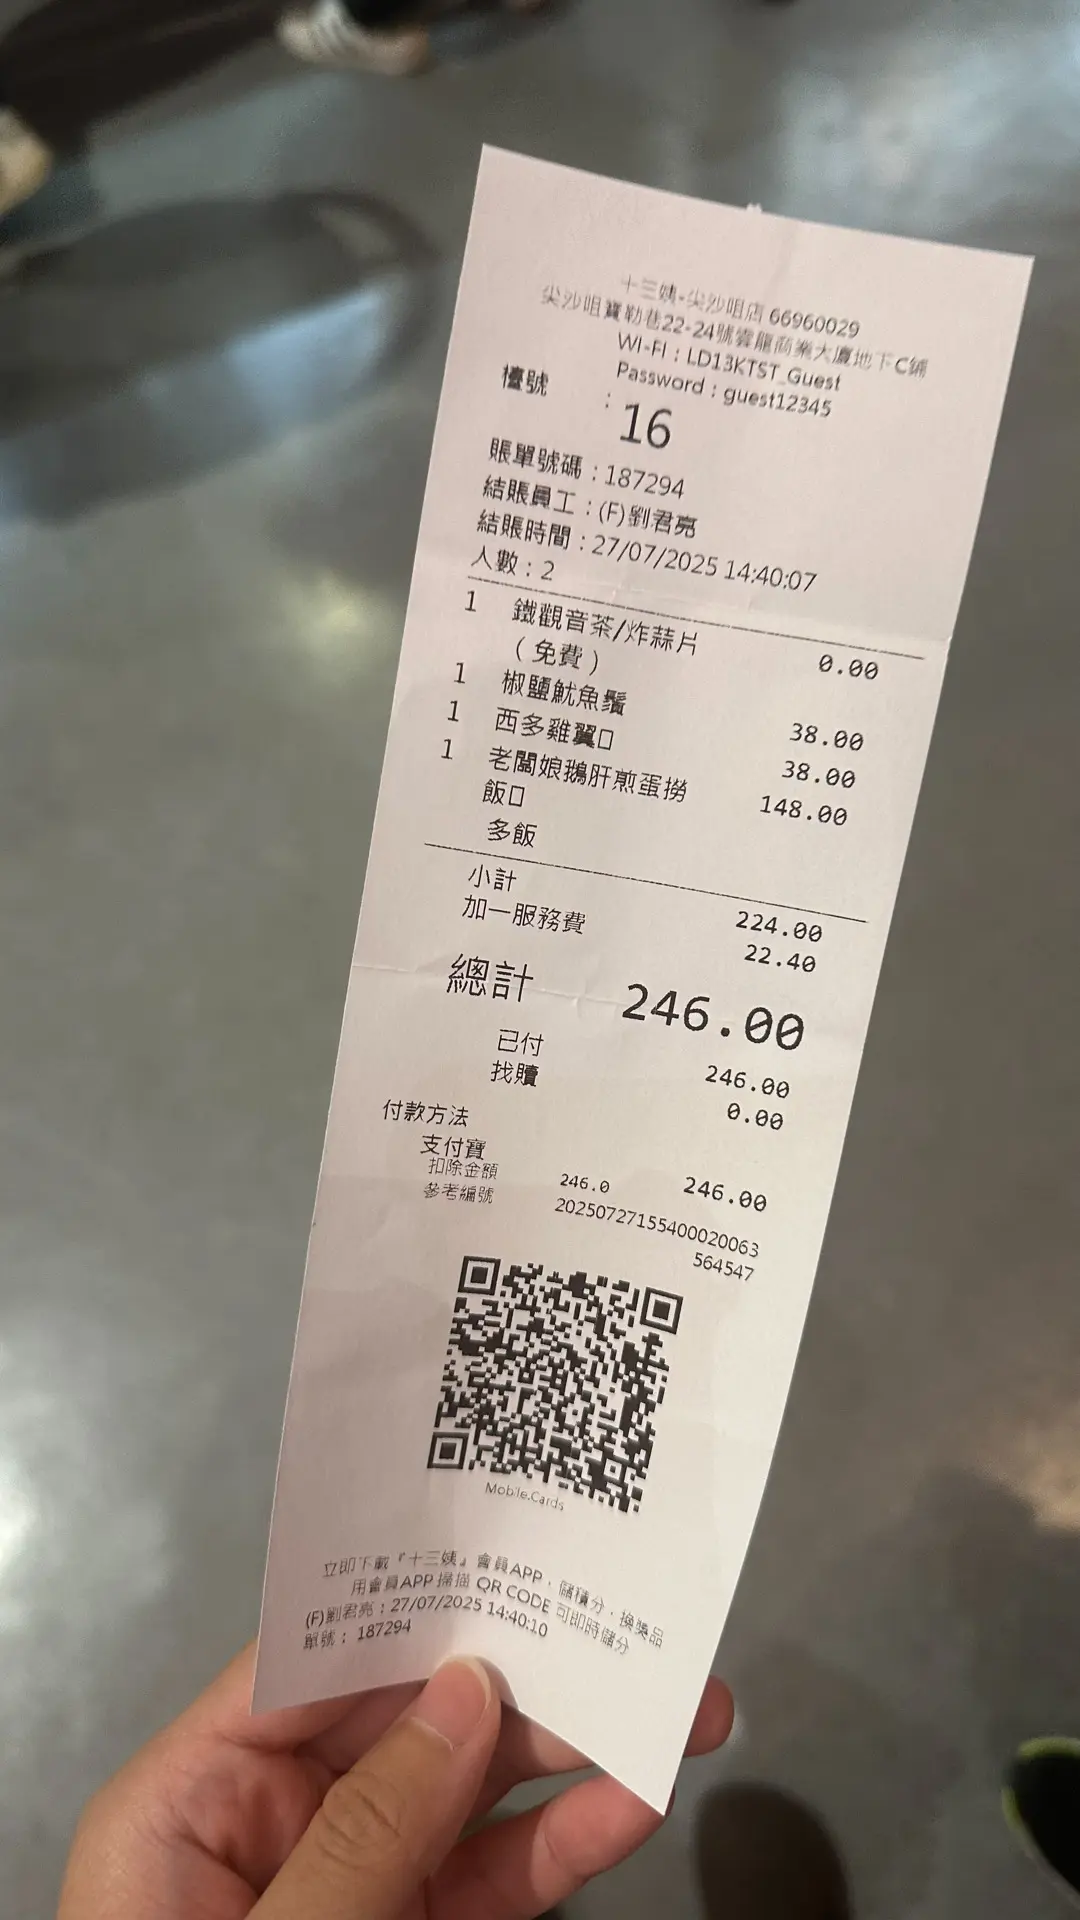 十三姨-尖沙咀店 66960029
尖沙咀寶勒巷22-24號雲龍商業大廈地下C鋪
WI-FI : LD13KTST_Guest
Password : guest12345
檯號 : 16
賬單號碼 : 187294
結賬員工 : (F)劉君亮
結賬時間 : 27/07/2025 14:40:07
人數 : 2
1 鐵觀音茶/炸蒜片 0.00
（免費）
1 椒鹽魷魚鬚 38.00
1 西多雞翼□ 38.00
1 老闆娘鵝肝煎蛋撈 148.00
飯□
多飯
小計 224.00
加一服務費 22.40
總計 246.00
已付 246.00
找贖 0.00
付款方法
支付寶 246.00
扣除金額 246.0
參考編號 20250727155400020063
564547
Mobile.Cards
立即下載『十三姨』會員APP，儲積分，換獎品
用會員APP 掃描 QR CODE 可即時儲分
(F)劉君亮 : 27/07/2025 14:40:10
單號： 187294